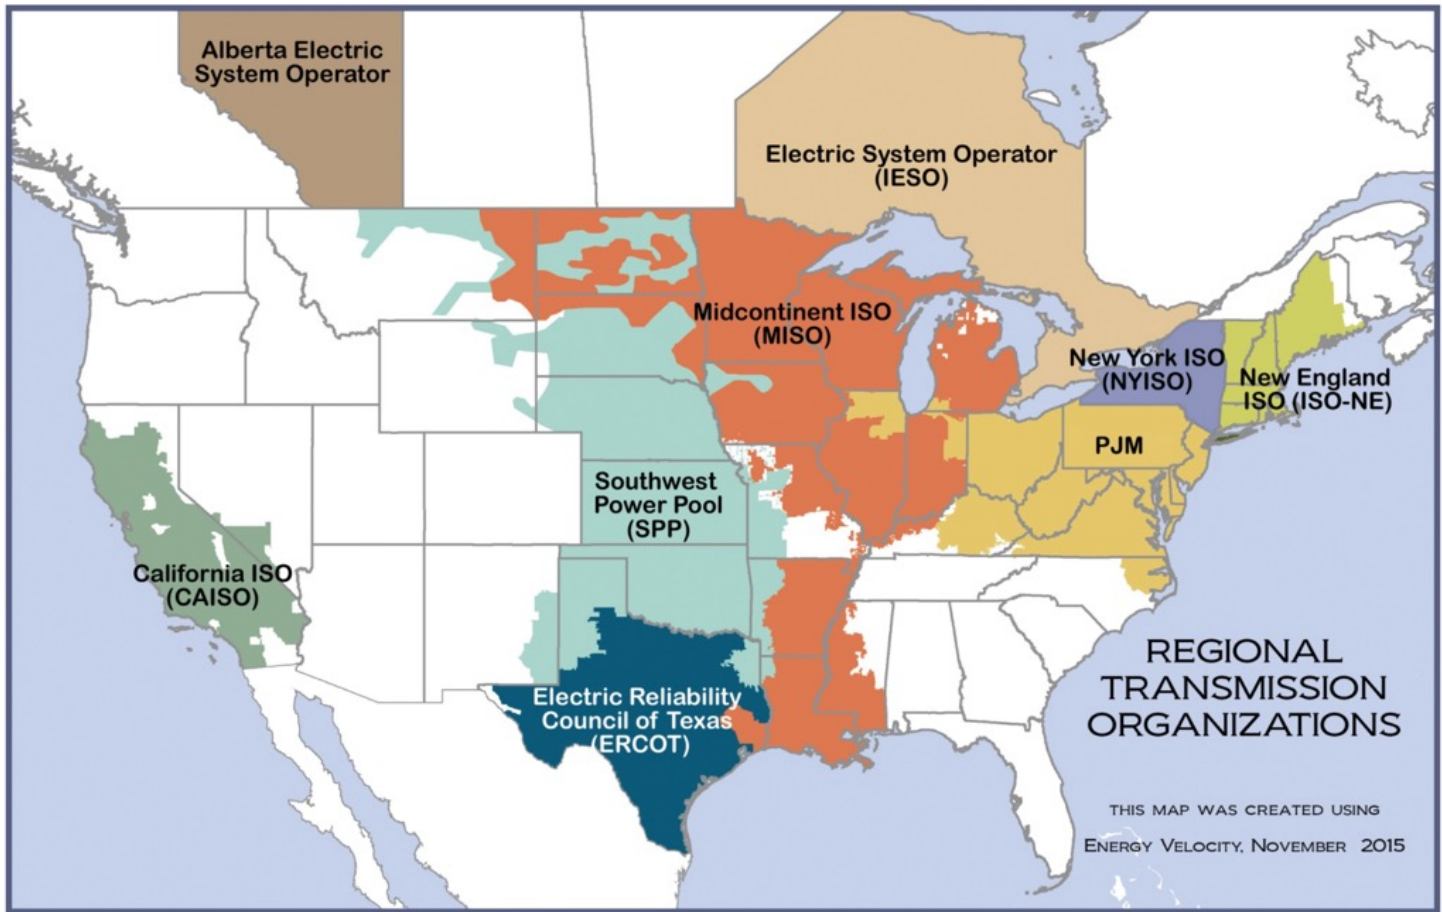 Alberta Electric
System Operator
Electric System Operator
(IESO)
Midcontinent ISO
(MISO)
New York ISO
(NYISO)
New England
ISO (ISO-NE)
PJM
Southwest
Power Pool
(SPP)
California ISO
(CAISO)
Electric Reliability
Council of Texas
(ERCOT)
REGIONAL
TRANSMISSION
ORGANIZATIONS
THIS MAP WAS CREATED USING
ENERGY VELOCITY, NOVEMBER 2015